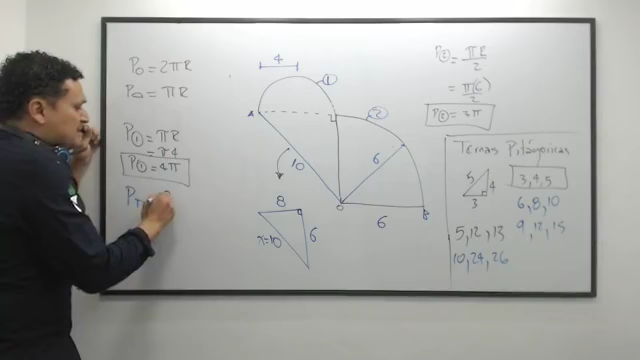 P○ = 2πR
P⌓ = πR
P① = πR
= π4
P① = 4π
P
4
①
②
A
10
6
O
6
B
8
x=10
6
P② = πR/2
= π(6)/2
P② = 3π
Ternas Pitágoricas
5
4
3
3,4,5
6,8,10
5,12,13
9,12,15
10,24,26